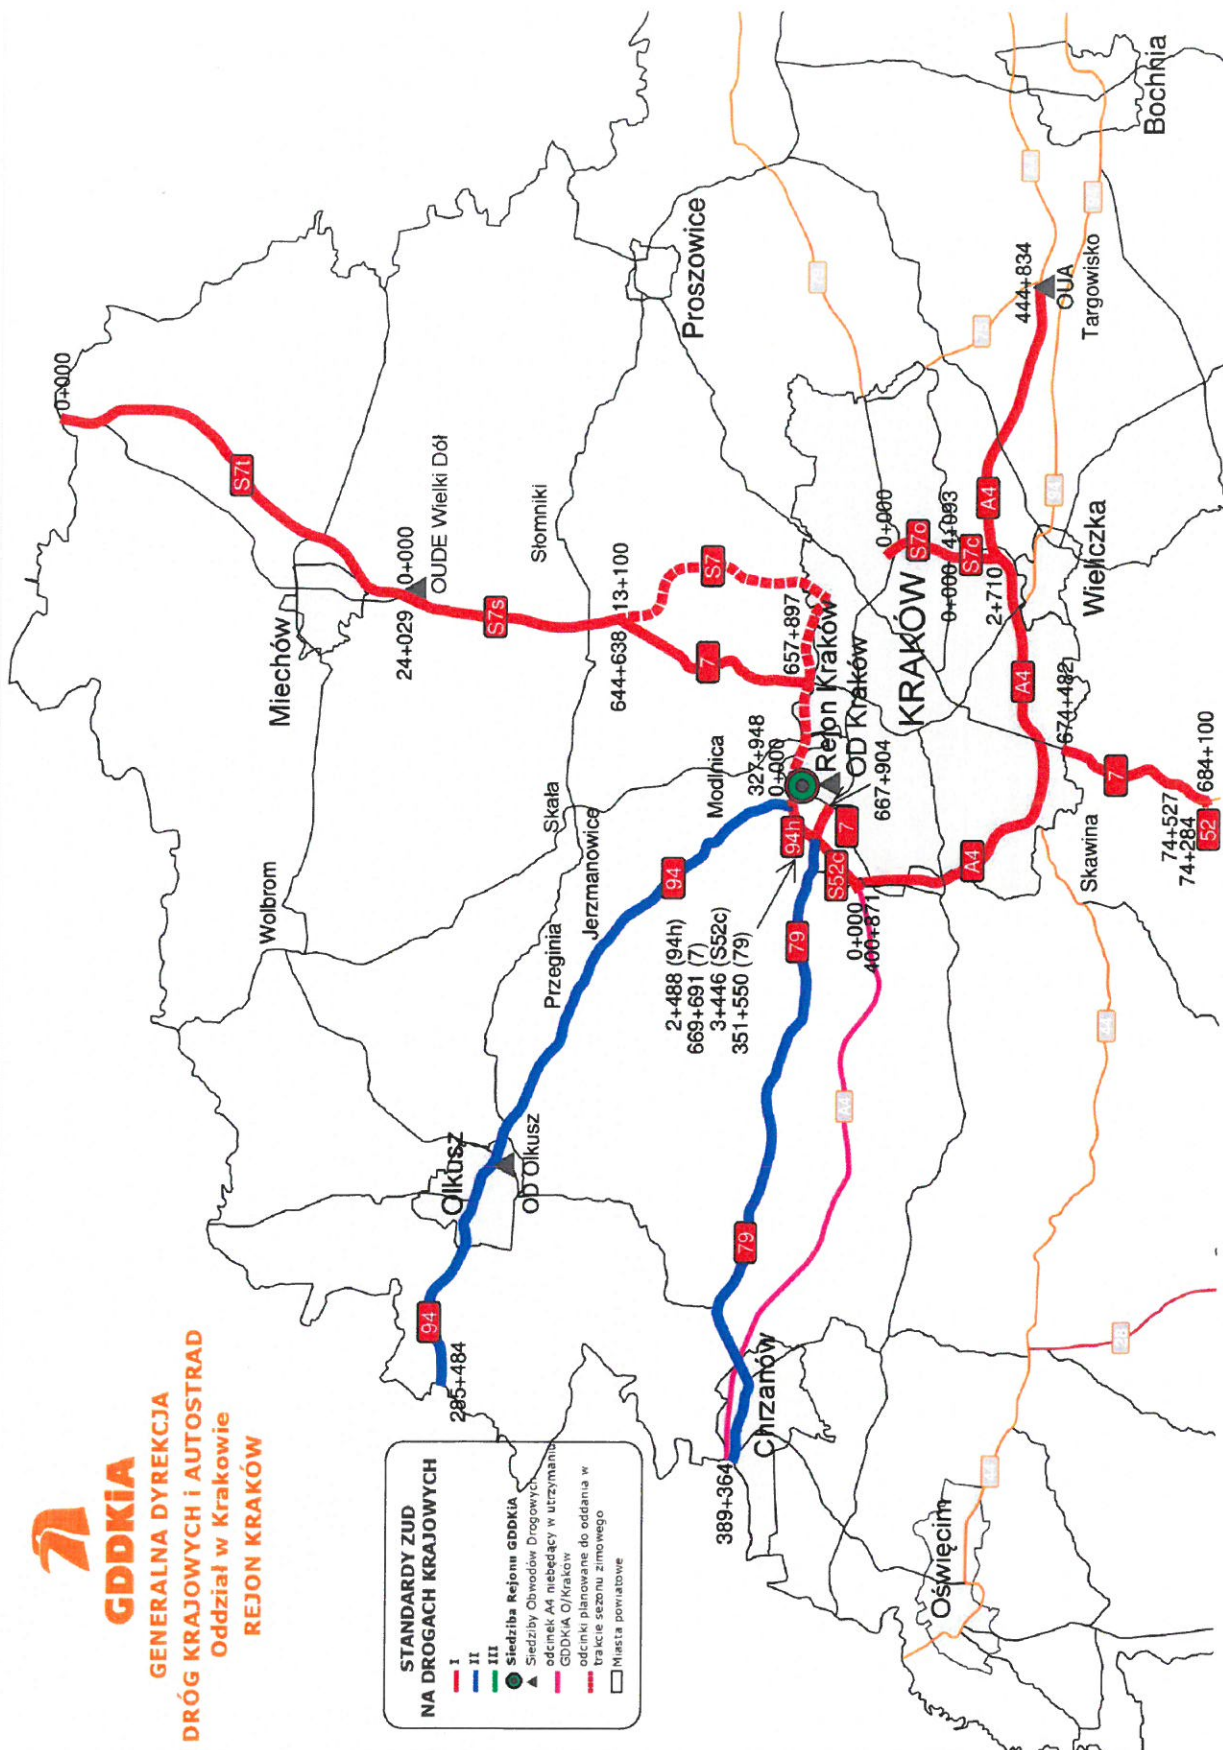 GDDKiA
GENERALNA DYREKCJA
DRÓG KRAJOWYCH i AUTOSTRAD
Oddział w Krakowie
REJON KRAKÓW
STANDARDY ZUD
NA DROGACH KRAJOWYCH
I
II
III
Siedziba Rejonu GDDKiA
Siedziby Obwodów Drogowych
odcinek A4 niebędący w utrzymaniu
GDDKiA O/Kraków
odcinki planowane do oddania w
trakcie sezonu zimowego
Miasta powiatowe
0+000
S7t
Miechów
24+029
0+000
OUDE Wielki Dół
S7s
Wolbrom
Słomniki
Skała
644+638
13+100
S7
7
Proszowice
Przeginia
Jerzmanowice
94
Modlnica
327+948
0+000
657+897
Rejon Kraków
OD Kraków
667+904
Olkusz
OD Olkusz
94
295+484
94h
7
S52c
2+488 (94h)
669+691 (7)
3+446 (S52c)
351+550 (79)
79
79
0+000
400+871
A4
KRAKÓW
0+000
S7o
0+000
4+093
S7c
2+710
A4
A4
A4
444+834
OUA
Targowisko
Bochnia
Wieliczka
94
674+482
7
684+100
74+527
74+284
52
Skawina
44
Chrzanów
389+364
Oświęcim
44
28